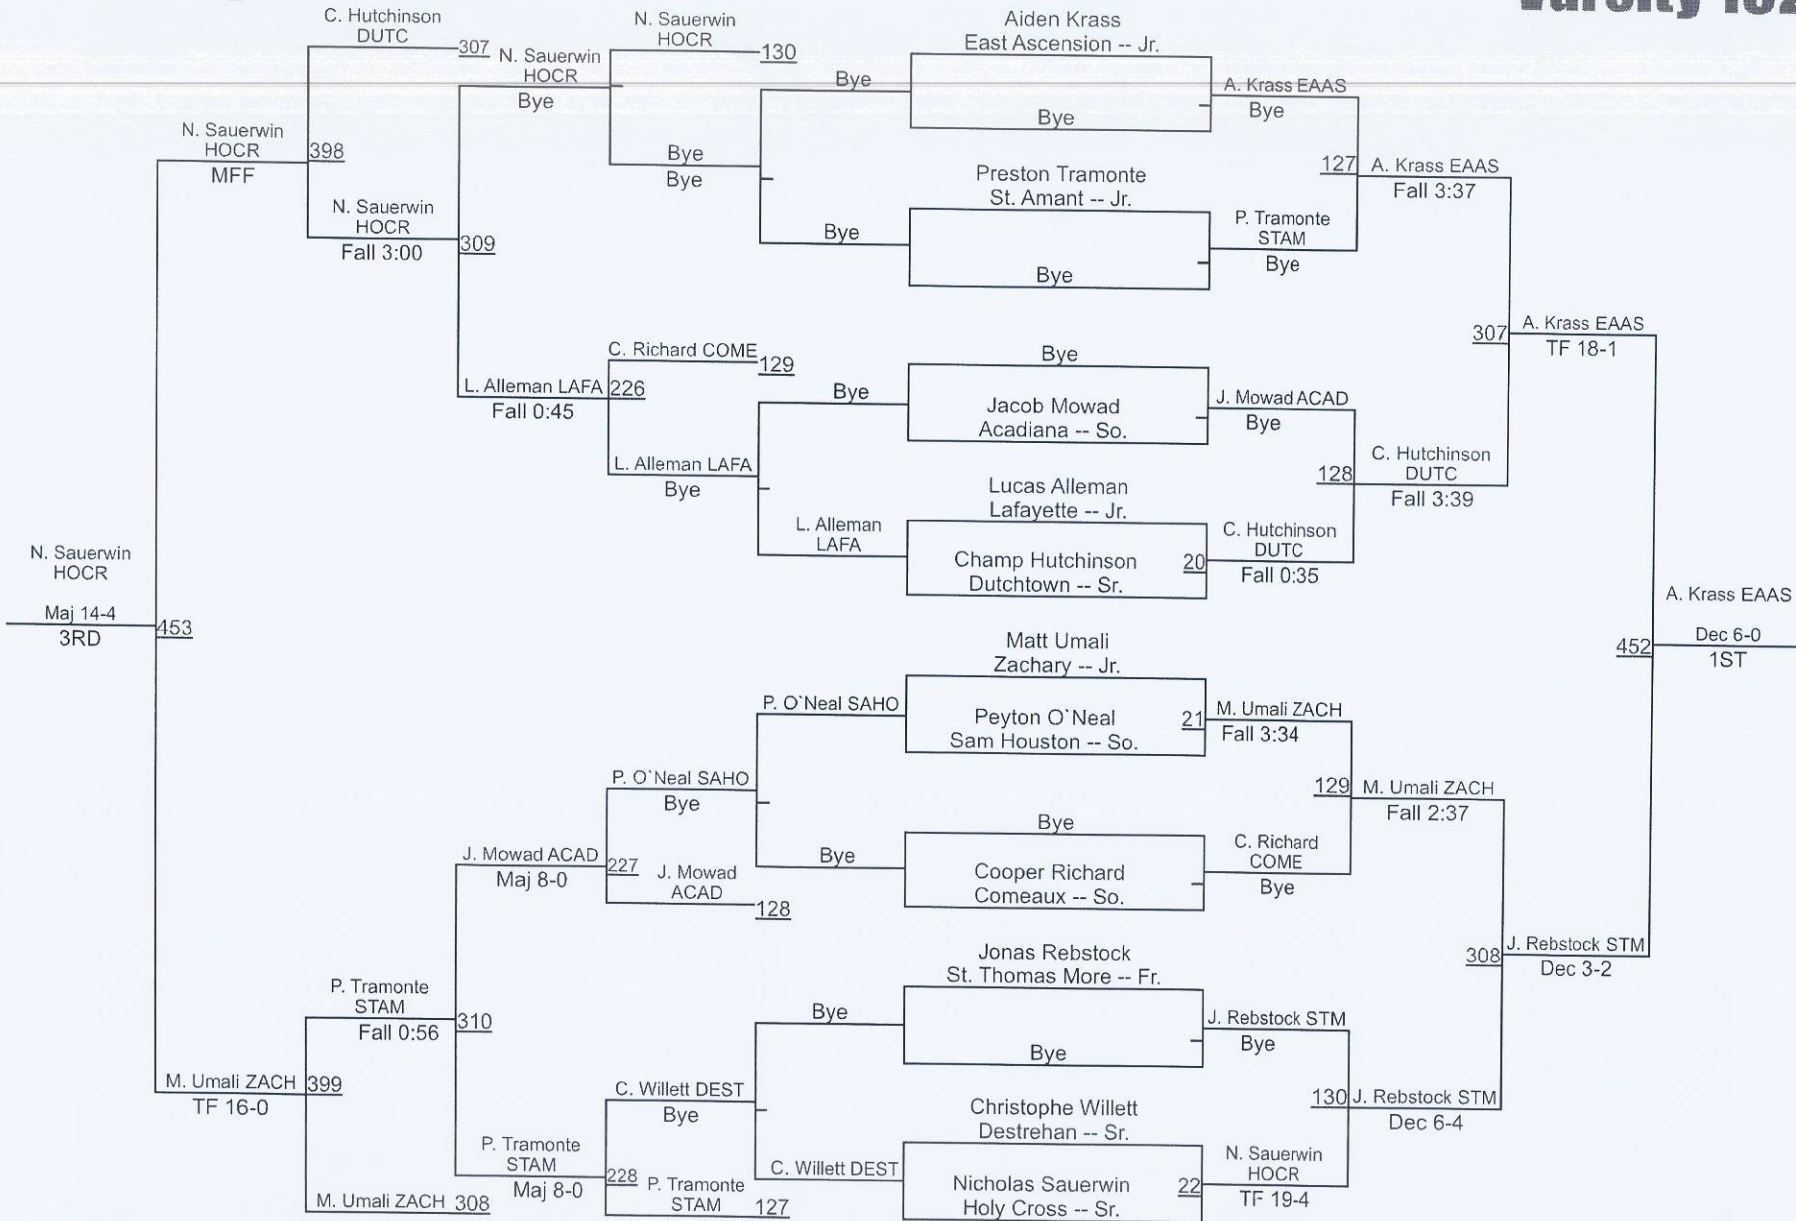 Varsity 162
C. Hutchinson
DUTC
307
N. Sauerwin
HOCR
Bye
N. Sauerwin
HOCR
130
N. Sauerwin
HOCR
MFF
398
N. Sauerwin
HOCR
Fall 3:00
309
Bye
Bye
Bye
Bye
C. Richard COME
129
L. Alleman LAFA
226
Fall 0:45
L. Alleman LAFA
Bye
Bye
L. Alleman
LAFA
N. Sauerwin
HOCR
Maj 14-4
3RD
453
P. O`Neal SAHO
P. O`Neal SAHO
Bye
Bye
J. Mowad ACAD
Maj 8-0
227
J. Mowad
ACAD
128
P. Tramonte
STAM
Fall 0:56
310
M. Umali ZACH
399
TF 16-0
Bye
C. Willett DEST
Bye
C. Willett DEST
P. Tramonte
STAM
Maj 8-0
228
P. Tramonte
STAM
127
M. Umali ZACH
308
Aiden Krass
East Ascension -- Jr.
Bye
A. Krass EAAS
Bye
Preston Tramonte
St. Amant -- Jr.
Bye
P. Tramonte
STAM
Bye
127
A. Krass EAAS
Fall 3:37
Bye
Jacob Mowad
Acadiana -- So.
J. Mowad ACAD
Bye
Lucas Alleman
Lafayette -- Jr.
Champ Hutchinson
Dutchtown -- Sr.
20
C. Hutchinson
DUTC
Fall 0:35
128
C. Hutchinson
DUTC
Fall 3:39
307
A. Krass EAAS
TF 18-1
Matt Umali
Zachary -- Jr.
Peyton O`Neal
Sam Houston -- So.
21
M. Umali ZACH
Fall 3:34
Bye
Cooper Richard
Comeaux -- So.
C. Richard
COME
Bye
129
M. Umali ZACH
Fall 2:37
Jonas Rebstock
St. Thomas More -- Fr.
Bye
J. Rebstock STM
Bye
Christophe Willett
Destrehan -- Sr.
Nicholas Sauerwin
Holy Cross -- Sr.
22
N. Sauerwin
HOCR
TF 19-4
130
J. Rebstock STM
Dec 6-4
308
J. Rebstock STM
Dec 3-2
452
A. Krass EAAS
Dec 6-0
1ST